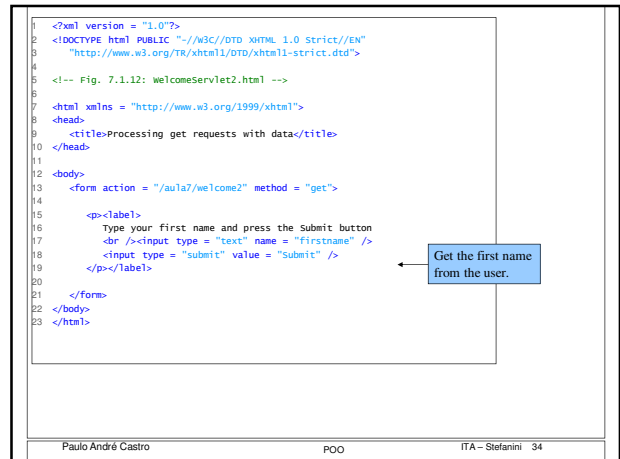 1 <?xml version = "1.0"?>
2 <!DOCTYPE html PUBLIC "-//W3C//DTD XHTML 1.0 Strict//EN"
3 "http://www.w3.org/TR/xhtml1/DTD/xhtml1-strict.dtd">
4
5 <!-- Fig. 7.1.12: WelcomeServlet2.html -->
6
7 <html xmlns = "http://www.w3.org/1999/xhtml">
8 <head>
9 <title>Processing get requests with data</title>
10 </head>
11
12 <body>
13 <form action = "/aula7/welcome2" method = "get">
14
15 <p><label>
16 Type your first name and press the Submit button
17 <br /><input type = "text" name = "firstname" />
18 <input type = "submit" value = "Submit" />
19 </p></label>
20
21 </form>
22 </body>
23 </html>
Get the first name
from the user.
Paulo André Castro POO ITA – Stefanini 34